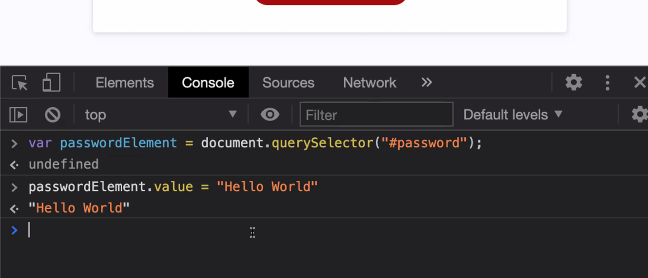 Elements Console Sources Network »
top Filter Default levels
> var passwordElement = document.querySelector("#password");
undefined
> passwordElement.value = "Hello World"
"Hello World"
>